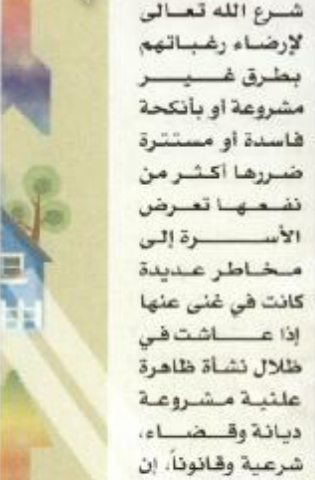 شرع الله تعالى
لإرضاء رغباتهم
بطرق غير
مشروعة أو بأنكحة
فاسدة أو مستترة
ضررها أكثر من
نفعها تعرض
الأسرة إلى
مخاطر عديدة
كانت في غنى عنها
إذا عاشت في
ظلال نشأة ظاهرة
علنية مشروعة
ديانة وقضاء،
شرعية وقانوناً، إن